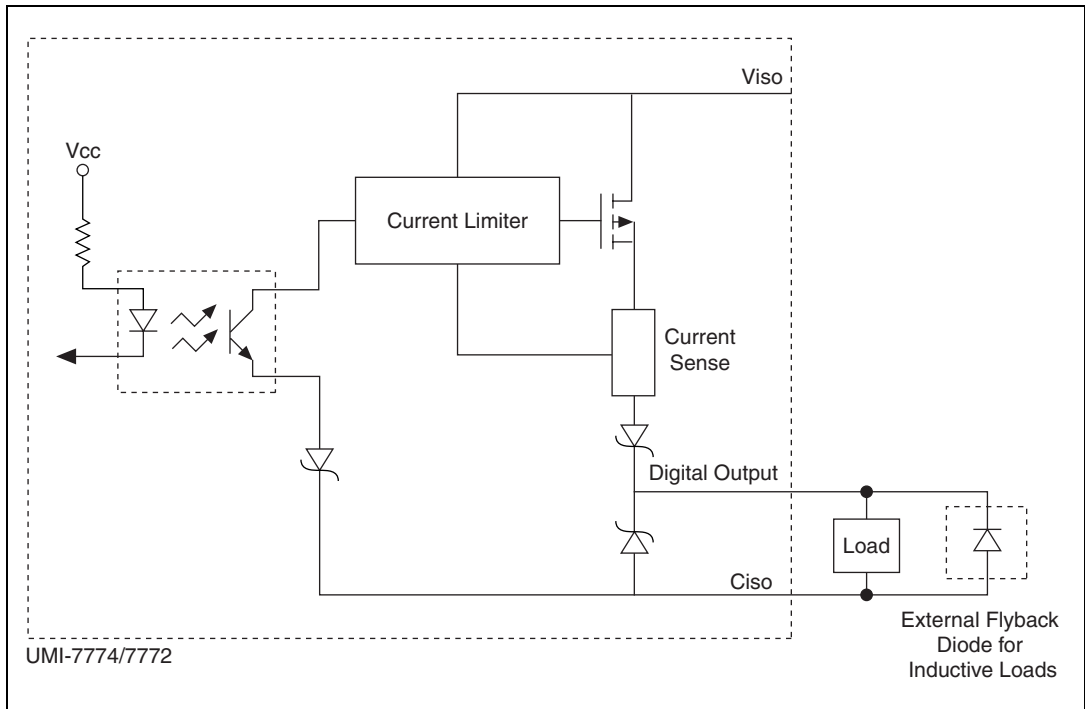 Viso
Vcc
Current Limiter
Current
Sense
Digital Output
Load
Ciso
External Flyback
Diode for
Inductive Loads
UMI-7774/7772